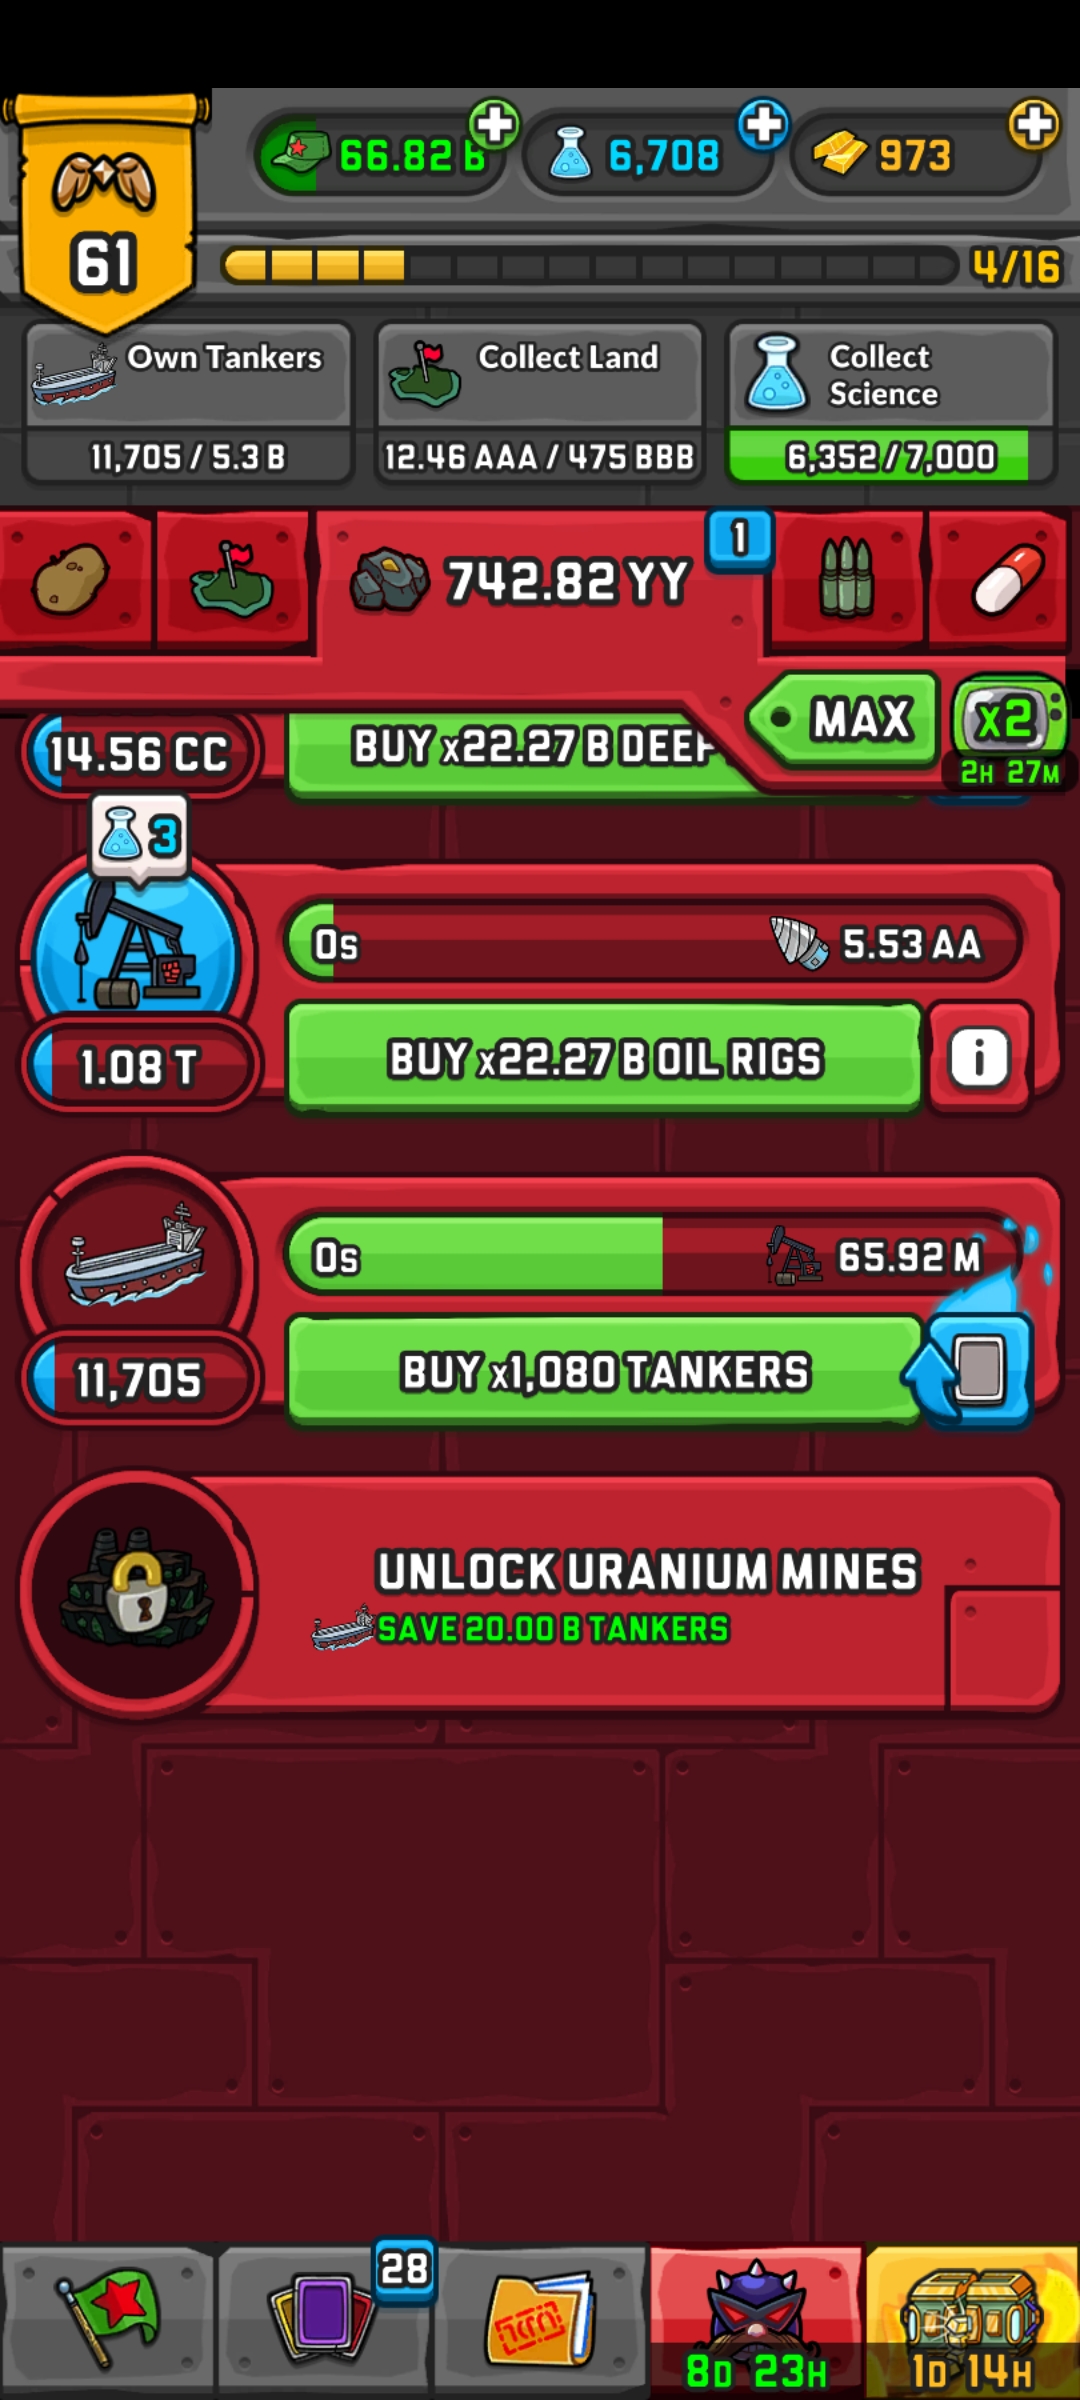 66.82 B
6,708
973
61
4/16
Own Tankers
11,705 / 5.3 B
Collect Land
12.46 AAA / 475 BBB
Collect
Science
6,352 / 7,000
742.82 YY
1
MAX
x2
2H 27M
14.56 CC
BUY x22.27 B DEEP
3
0s
5.53 AA
1.08 T
BUY x22.27 B OIL RIGS
i
0s
65.92 M
11,705
BUY x1,080 TANKERS
UNLOCK URANIUM MINES
SAVE 20.00 B TANKERS
28
8D 23H
1D 14H